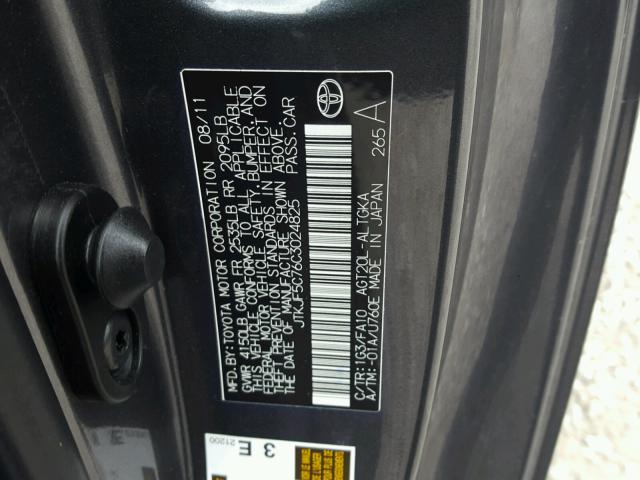 MFD.BY:TOYOTA MOTOR CORPORATION 08/11
GVWR 4150LB GAWR FR 2535LB RR 2095LB
THIS VEHICLE CONFORMS TO ALL APPLICABLE
FEDERAL MOTOR VEHICLE SAFETY, BUMPER, AND
THEFT PREVENTION STANDARDS IN EFFECT ON
THE DATE OF MANUFACTURE SHOWN ABOVE.
JTKJF5C76C3024825 PASS.CAR
C/TR:1G3/FA10 AGT20L-ALTGKA
A/TM:-01A/U760E MADE IN JAPAN 265 A
3 E
21200